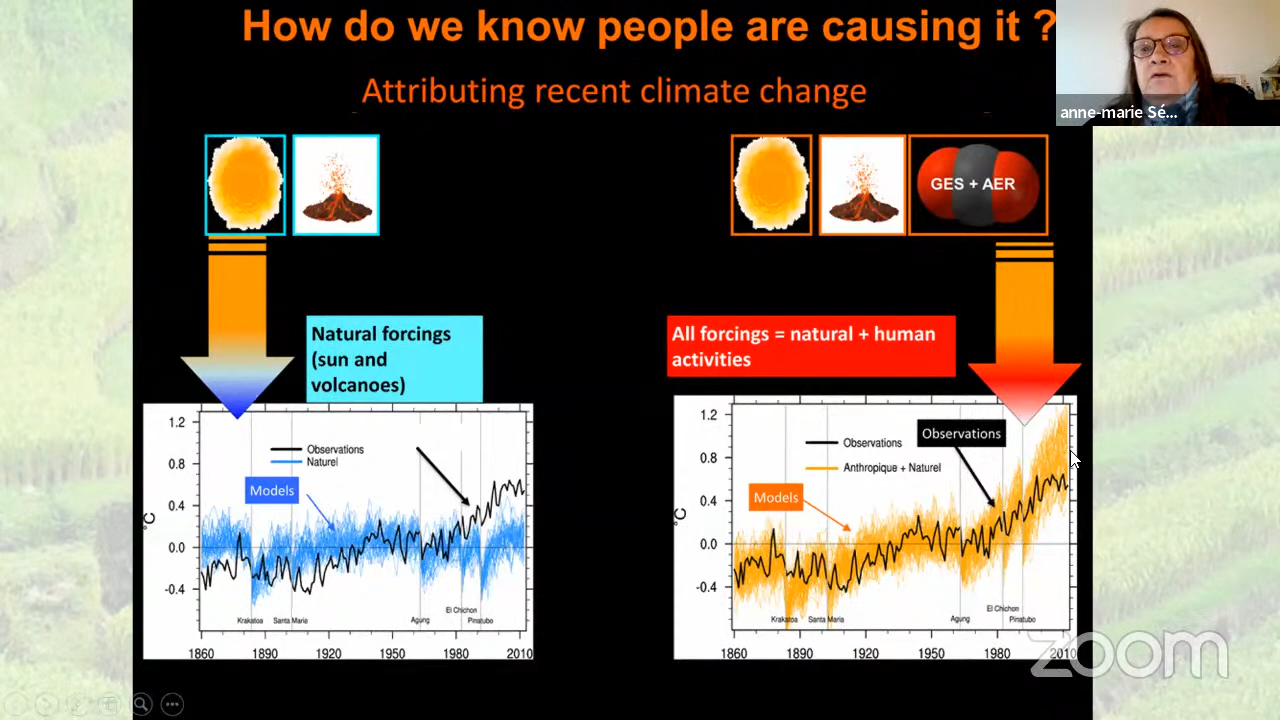 How do we know people are causing it ?
Attributing recent climate change
anne-marie Sé...
GES + AER
Natural forcings
(sun and
volcanoes)
All forcings = natural + human
activities
1.2
0.8
0.4
0.0
-0.4
°C
Observations
Naturel
Models
Krakatoa
Santa Marie
Agung
El Chichon
Pinatubo
1860
1890
1920
1950
1980
2010
1.2
0.8
0.4
0.0
-0.4
°C
Observations
Anthropique + Naturel
Observations
Models
Krakatoa
Santa Maria
Agung
El Chichon
Pinatubo
1860
1890
1920
1950
1980
2010
zoom